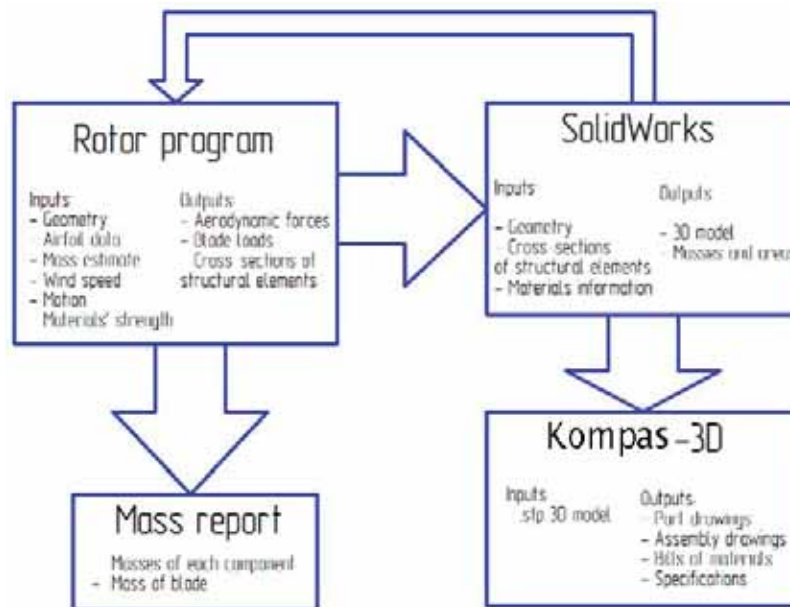 Rotor program
Inputs
- Geometry
Airfoil data
- Mass estimate
- Wind speed
- Motion
Materials' strength
Outputs
- Aerodynamic forces
- Blade loads
Cross sections of
structural elements
SolidWorks
Inputs
- Geometry
- Cross sections
of structural elements
- Materials information
Outputs
- 3D model
- Masses and areas
Mass report
Masses of each component
- Mass of blade
Kompas-3D
Inputs
.stp 3D model
Outputs
- Part drawings
- Assembly drawings
- Bills of materials
- Specifications